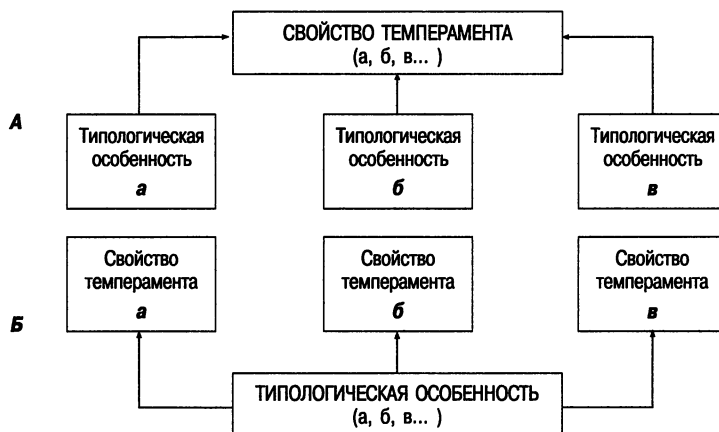 СВОЙСТВО ТЕМПЕРАМЕНТА
(а, б, в... )
А
Типологическая
особенность
а
Типологическая
особенность
б
Типологическая
особенность
в
Свойство
темперамента
а
Свойство
темперамента
б
Свойство
темперамента
в
Б
ТИПОЛОГИЧЕСКАЯ ОСОБЕННОСТЬ
(а, б, в... )